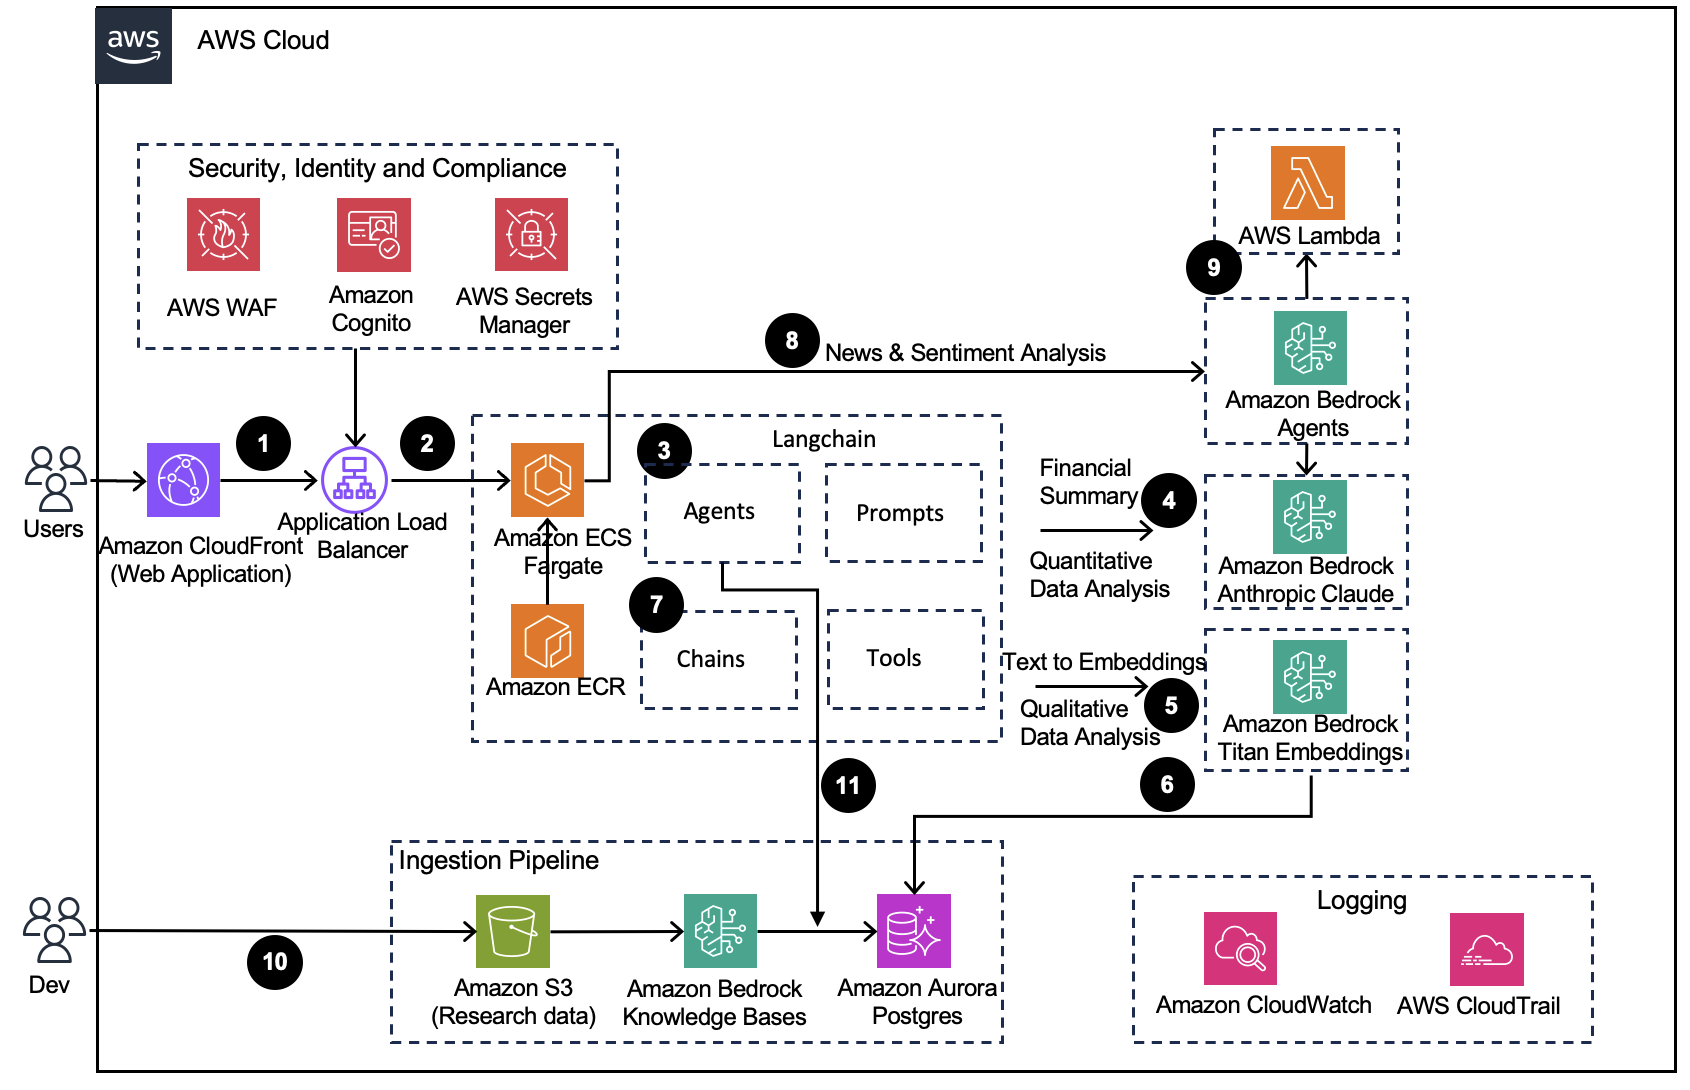 aws
AWS Cloud
Security, Identity and Compliance
AWS WAF
Amazon
Cognito
AWS Secrets
Manager
AWS Lambda
9
8
News & Sentiment Analysis
Amazon Bedrock
Agents
Users
Amazon CloudFront
(Web Application)
1
Application Load
Balancer
2
Amazon ECS
Fargate
Amazon ECR
Langchain
3
Agents
Prompts
7
Chains
Tools
Financial
Summary
4
Quantitative
Data Analysis
Amazon Bedrock
Anthropic Claude
Text to Embeddings
5
Qualitative
Data Analysis
Amazon Bedrock
Titan Embeddings
6
11
Ingestion Pipeline
Dev
10
Amazon S3
(Research data)
Amazon Bedrock
Knowledge Bases
Amazon Aurora
Postgres
Logging
Amazon CloudWatch
AWS CloudTrail